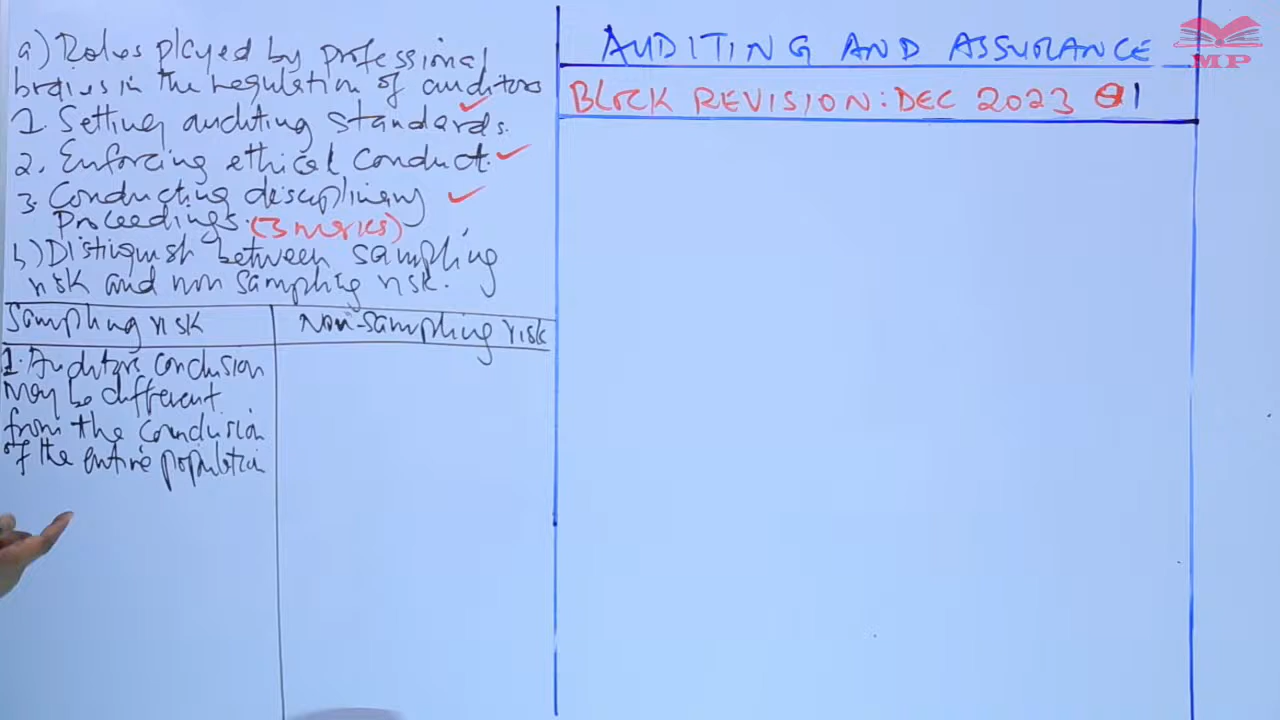 a) Roles played by professional
bodies in the regulation of auditors
1. Setting auditing standards.
2. Enforcing ethical conduct.
3. Conducting desciplinary
Proceedings. (3 marks)
b) Distinguish between sampling
risk and non sampling risk.
Sampling risk
Non-sampling risk
1. Auditors conclusion
may be different
from the conclusion
of the entire population
AUDITING AND ASSURANCE
BLOCK REVISION: DEC 2023 Q1
MP